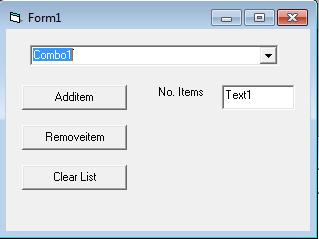 Form1
Combo1
Additem
No. Items
Text1
Removeitem
Clear List